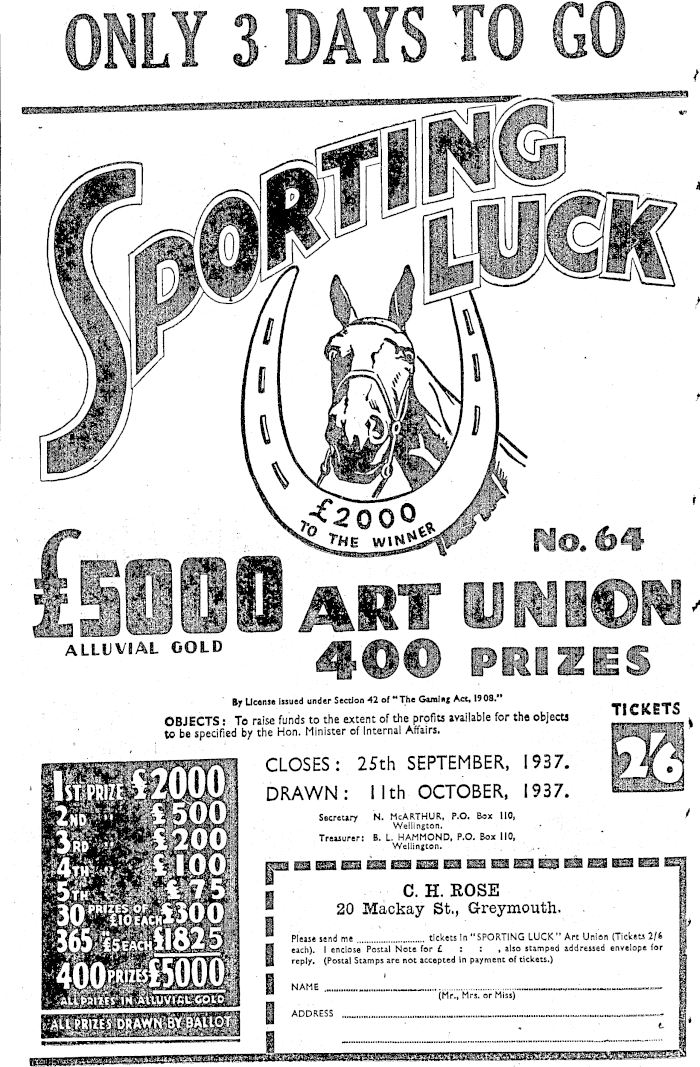 ONLY 3 DAYS TO GO
SPORTING
LUCK
£2000
TO THE WINNER
No. 64
£5000 ART UNION
ALLUVIAL GOLD
400 PRIZES
By License issued under Section 42 of "The Gaming Act, 1908."
OBJECTS: To raise funds to the extent of the profits available for the objects
to be specified by the Hon. Minister of Internal Affairs.
TICKETS
2/6
CLOSES: 25th SEPTEMBER, 1937.
DRAWN: 11th OCTOBER, 1937.
Secretary N. McARTHUR, P.O. Box 110,
Wellington.
Treasurer: B. L. HAMMOND, P.O. Box 110,
Wellington.
1ST PRIZE £2000
2ND " £500
3RD " £200
4TH " £100
5TH " £75
30 PRIZES OF £10 EACH £300
365 " £5 EACH £1825
400 PRIZES £5000
ALL PRIZES IN ALLUVIAL GOLD
ALL PRIZES DRAWN BY BALLOT
C. H. ROSE
20 Mackay St., Greymouth.
Please send me .......................... tickets in "SPORTING LUCK" Art Union (Tickets 2/6
each). I enclose Postal Note for £ : : , also stamped addressed envelope for
reply. (Postal Stamps are not accepted in payment of tickets.)
NAME
(Mr., Mrs. or Miss)
ADDRESS